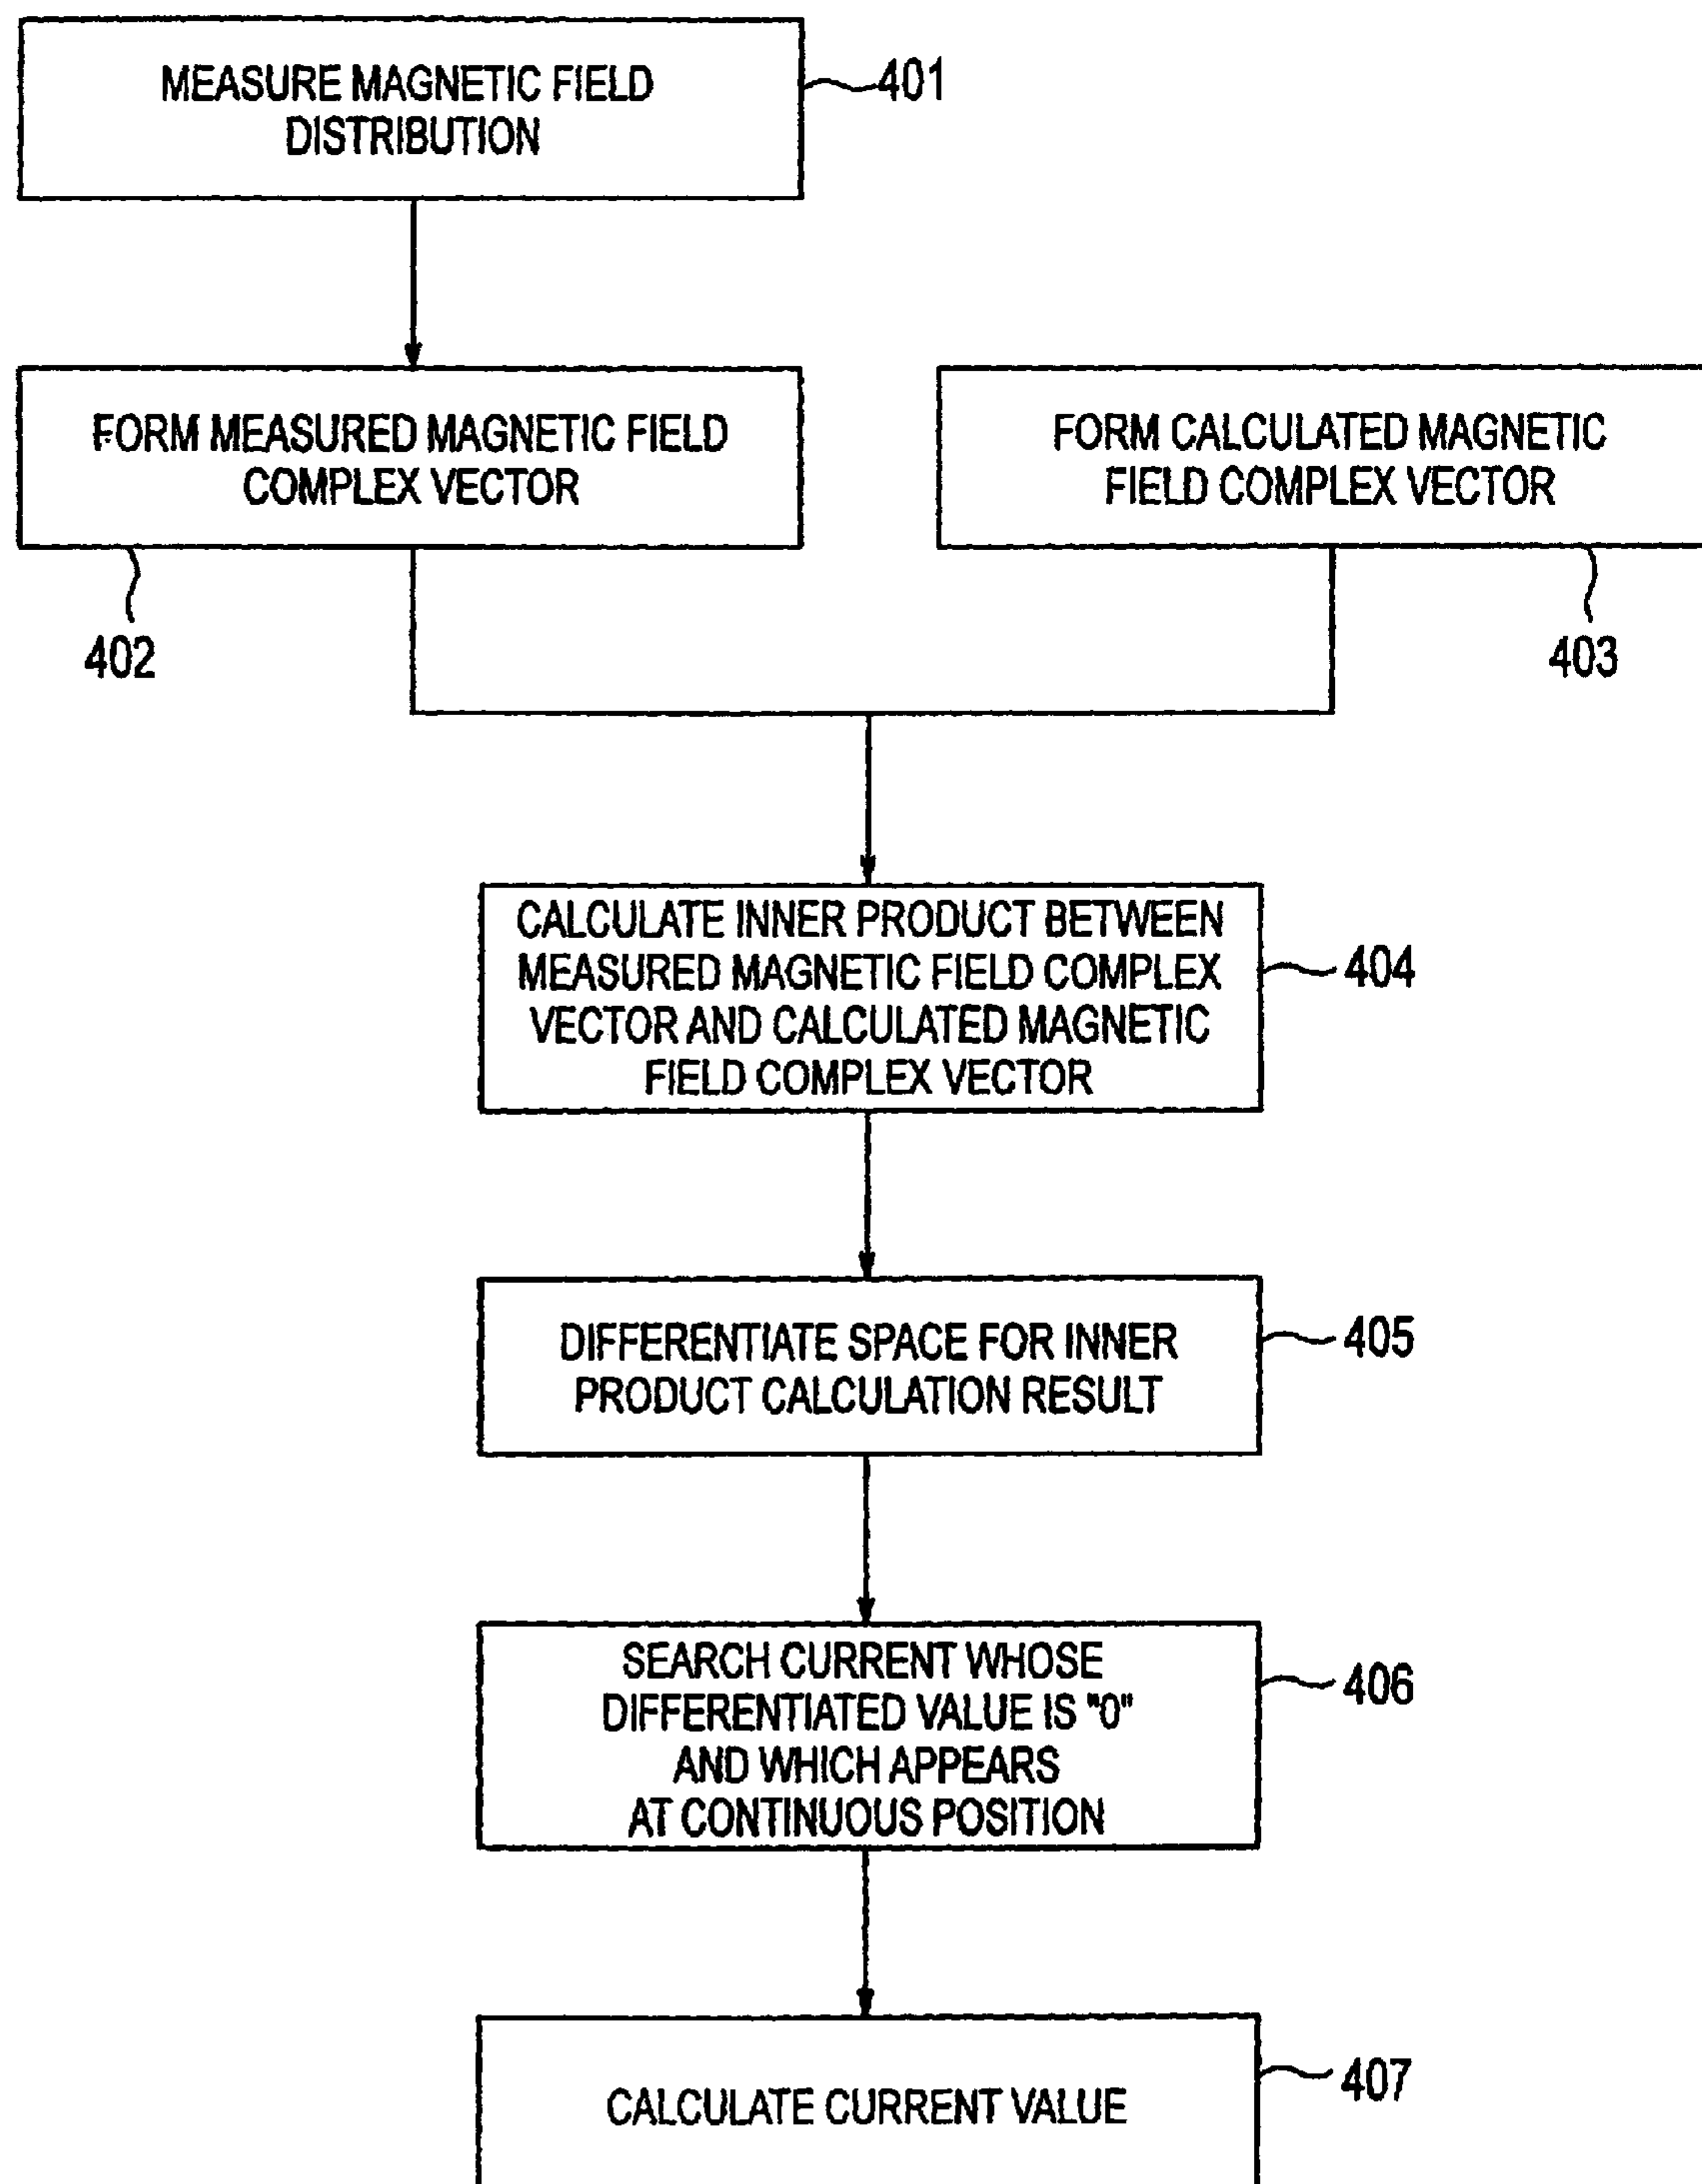 MEASURE MAGNETIC FIELD
DISTRIBUTION
401
FORM MEASURED MAGNETIC FIELD
COMPLEX VECTOR
402
FORM CALCULATED MAGNETIC
FIELD COMPLEX VECTOR
403
CALCULATE INNER PRODUCT BETWEEN
MEASURED MAGNETIC FIELD COMPLEX
VECTOR AND CALCULATED MAGNETIC
FIELD COMPLEX VECTOR
404
DIFFERENTIATE SPACE FOR INNER
PRODUCT CALCULATION RESULT
405
SEARCH CURRENT WHOSE
DIFFERENTIATED VALUE IS "0"
AND WHICH APPEARS
AT CONTINUOUS POSITION
406
CALCULATE CURRENT VALUE
407